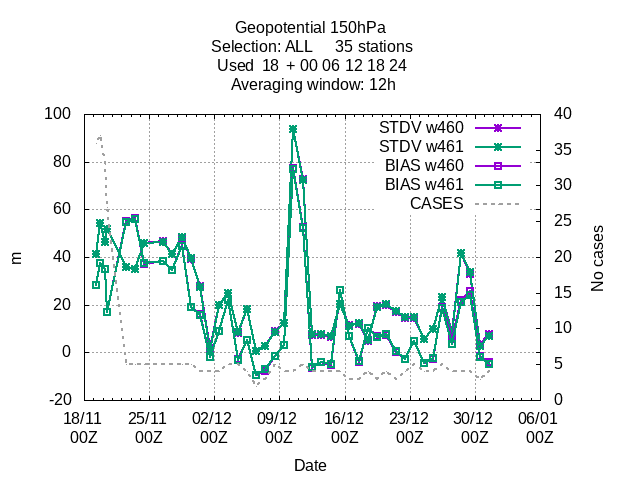 Geopotential 150hPa
Selection: ALL 35 stations
Used 18 + 00 06 12 18 24
Averaging window: 12h
100 40
STDV w460
STDV w461
35
80 BIAS w460
30
BIAS w461
CASES
60
25
40 20
m No cases
15
20
10
0
5
-20 0
18/11 25/11 02/12 09/12 16/12 23/12 30/12 06/01
00Z 00Z 00Z 00Z 00Z 00Z 00Z 00Z
Date